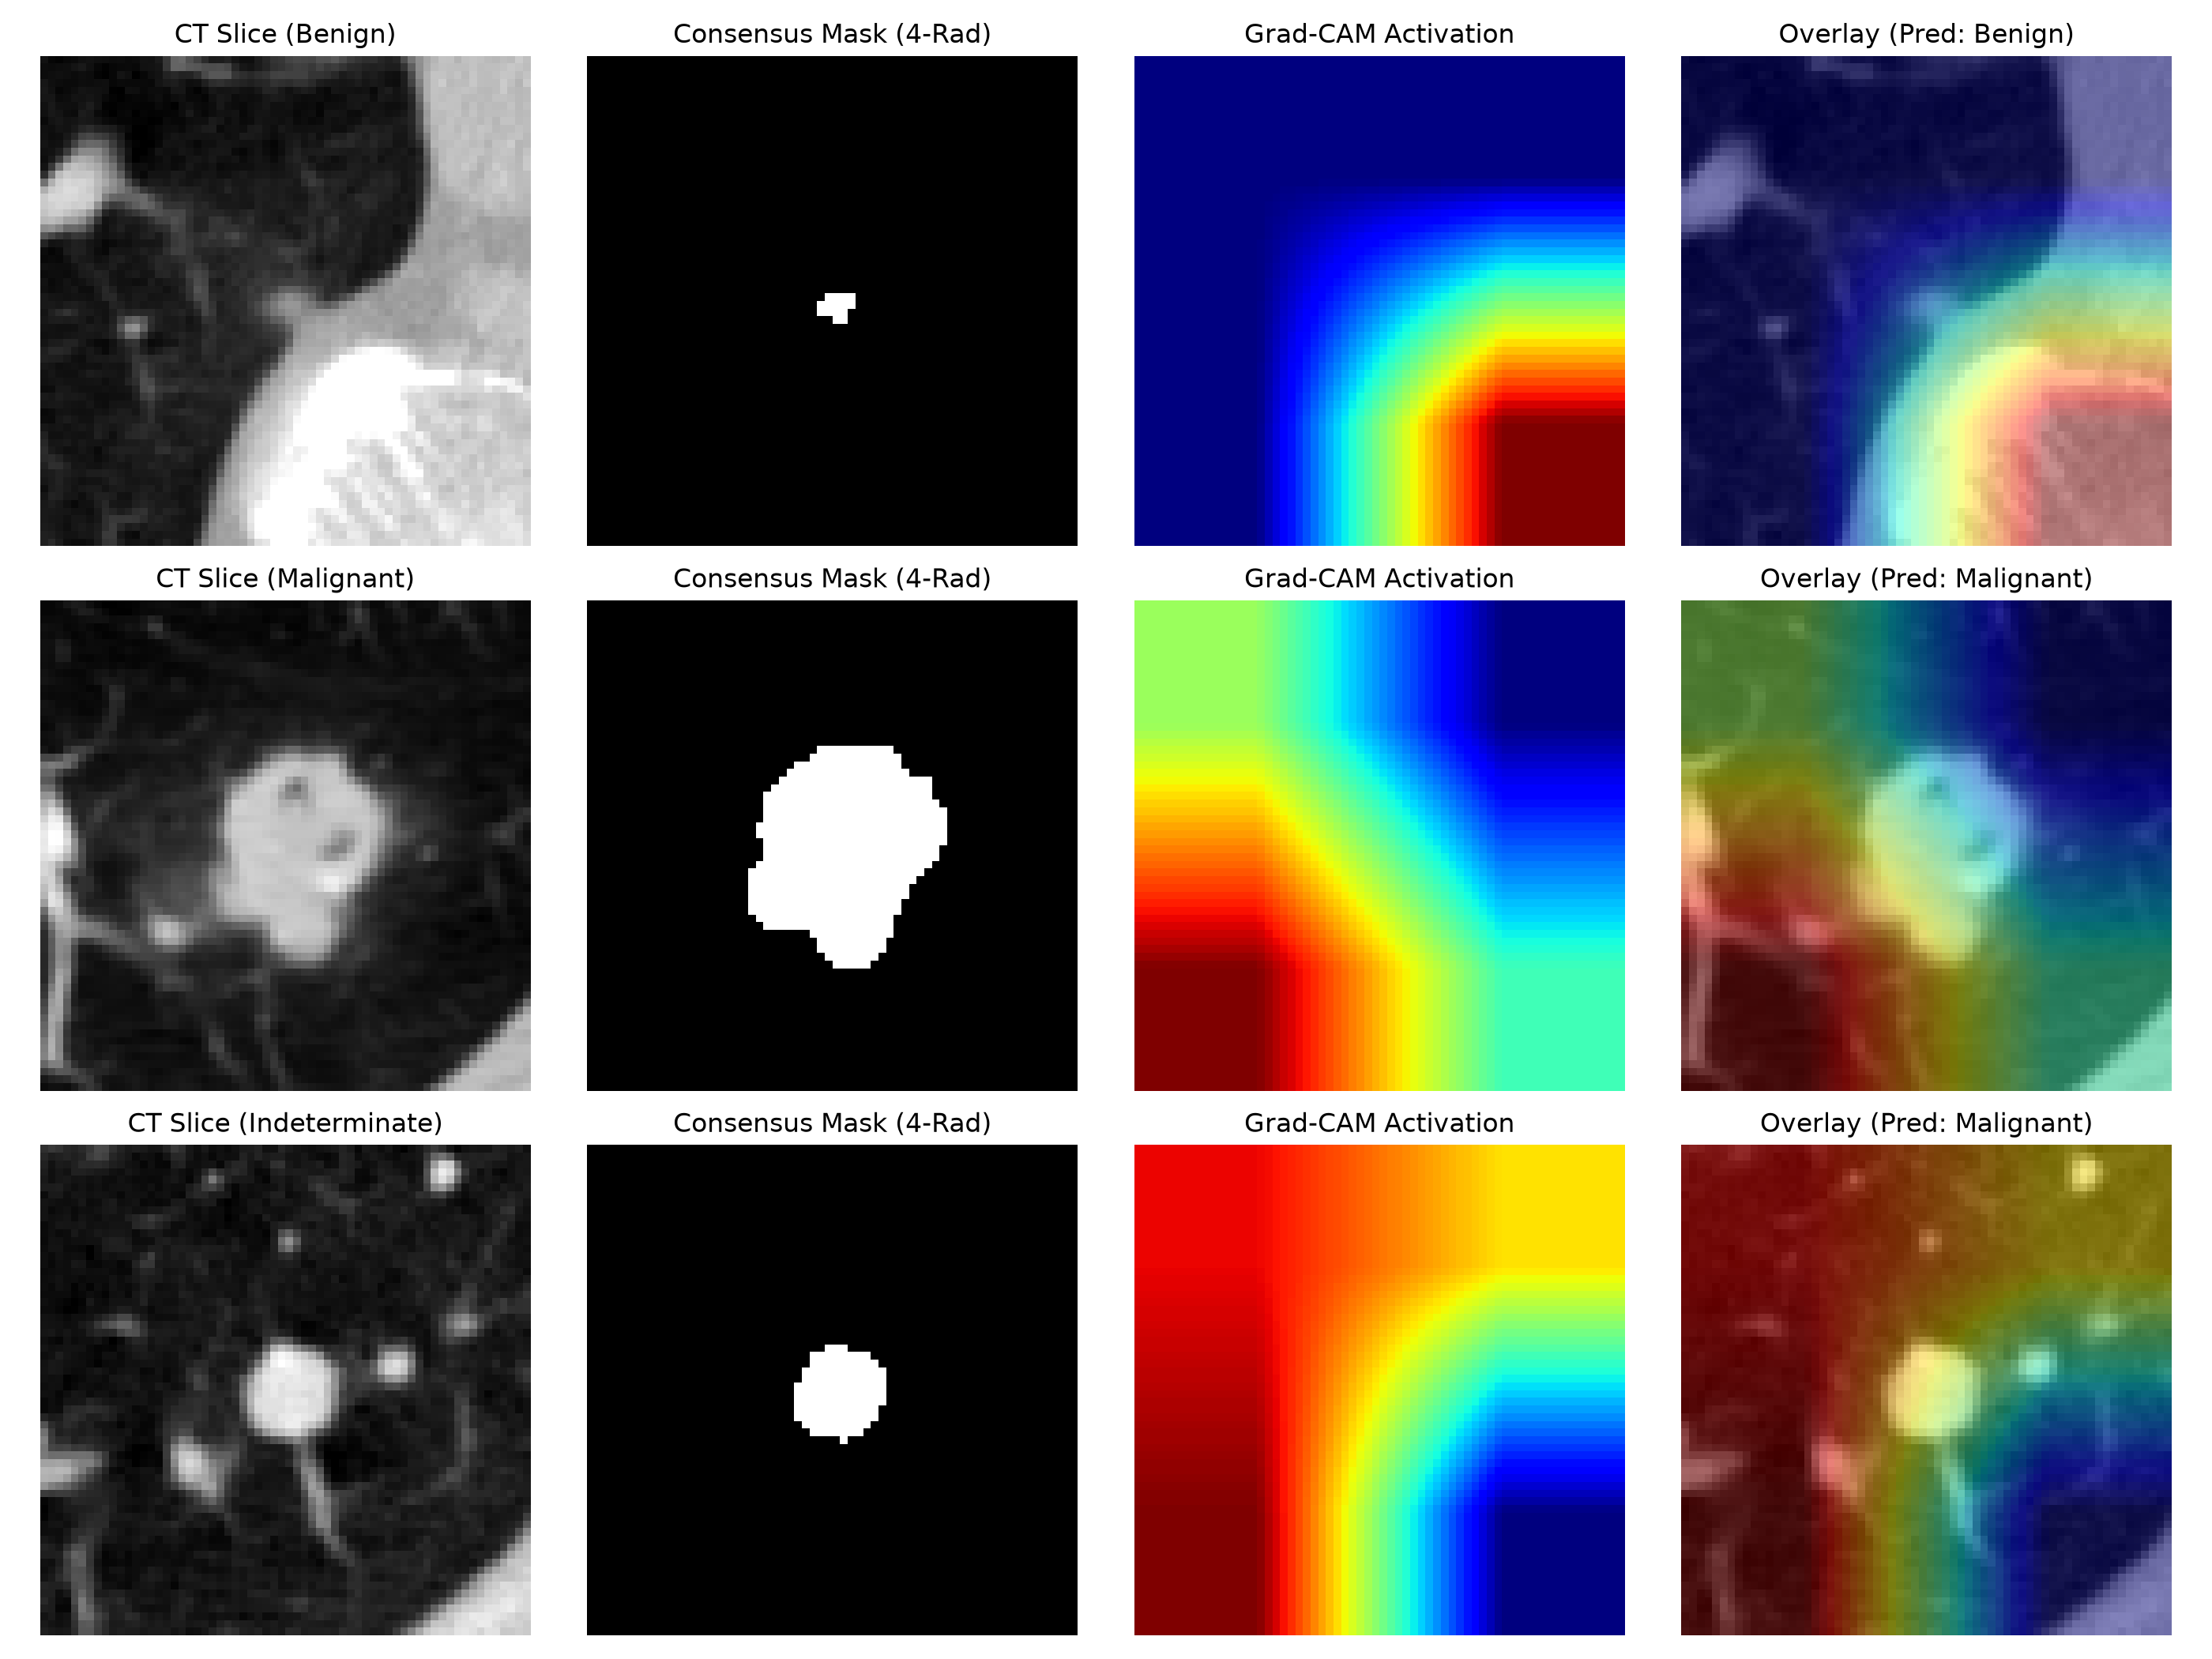 CT Slice (Benign)
Consensus Mask (4-Rad)
Grad-CAM Activation
Overlay (Pred: Benign)
CT Slice (Malignant)
Consensus Mask (4-Rad)
Grad-CAM Activation
Overlay (Pred: Malignant)
CT Slice (Indeterminate)
Consensus Mask (4-Rad)
Grad-CAM Activation
Overlay (Pred: Malignant)